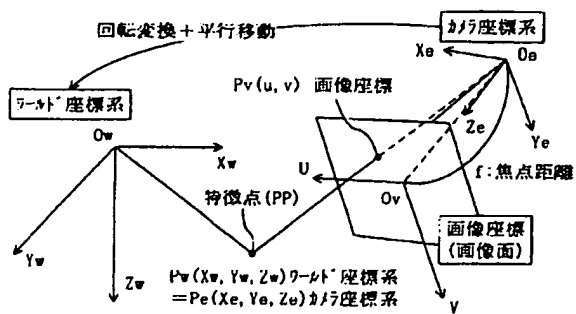 回転変換＋平行移動
カメラ座標系
Xe
Oe
Pv(u,v) 画像座標
ワールド座標系
Ow
Ze
Ye
Xw
U
f:焦点距離
特徴点(PP)
Ov
画像座標
(画像面)
Yw
Zw
Pw(Xw,Yw,Zw)ワールド座標系
＝Pe(Xe,Ye,Ze)カメラ座標系
V